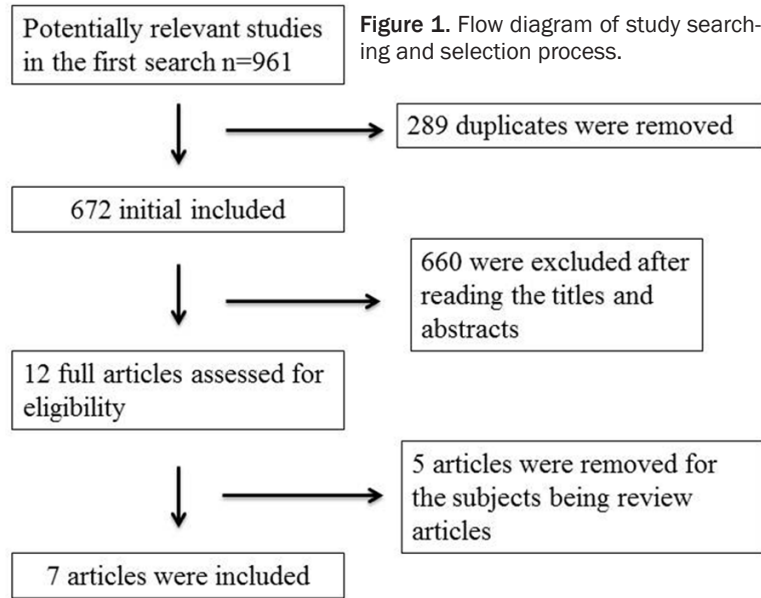 Potentially relevant studies
in the first search n=961
Figure 1. Flow diagram of study search-
ing and selection process.
289 duplicates were removed
672 initial included
660 were excluded after
reading the titles and
abstracts
12 full articles assessed for
eligibility
5 articles were removed for
the subjects being review
articles
7 articles were included